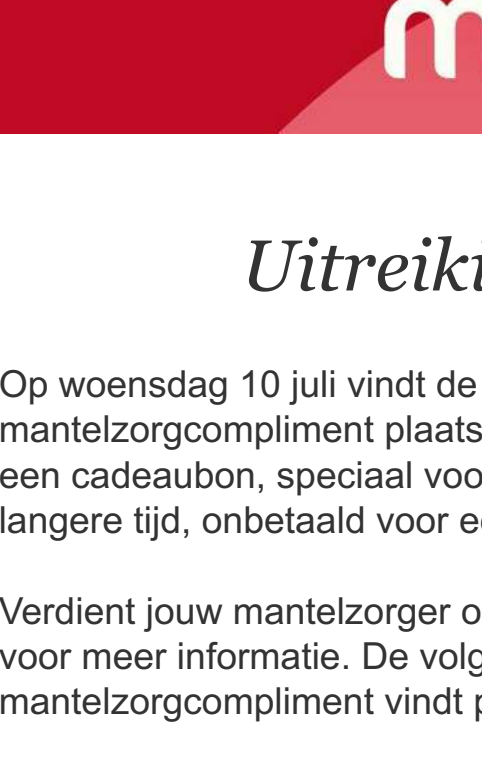 m
Uitreiki
Op woensdag 10 juli vindt de
mantelzorgcompliment plaats
een cadeaubon, speciaal voo
langere tijd, onbetaald voor e
Verdient jouw mantelzorger o
voor meer informatie. De volg
mantelzorgcompliment vindt p